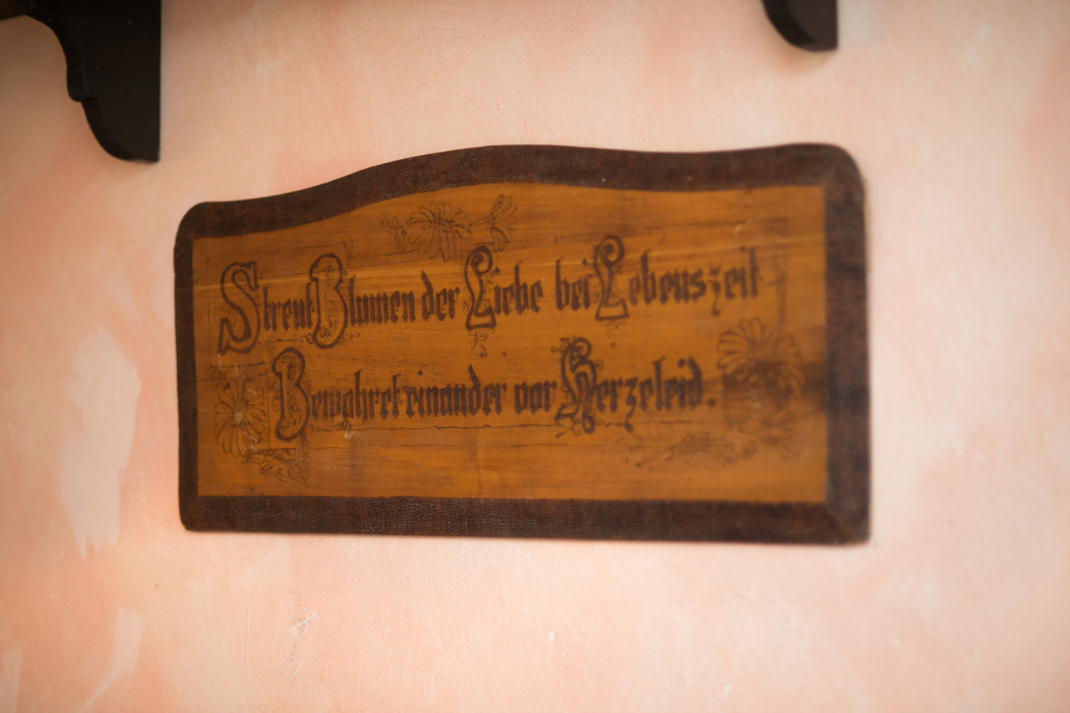 Streut Blumen der Liebe bei Lebenszeit
Bewahret einander vor Herzeleid.